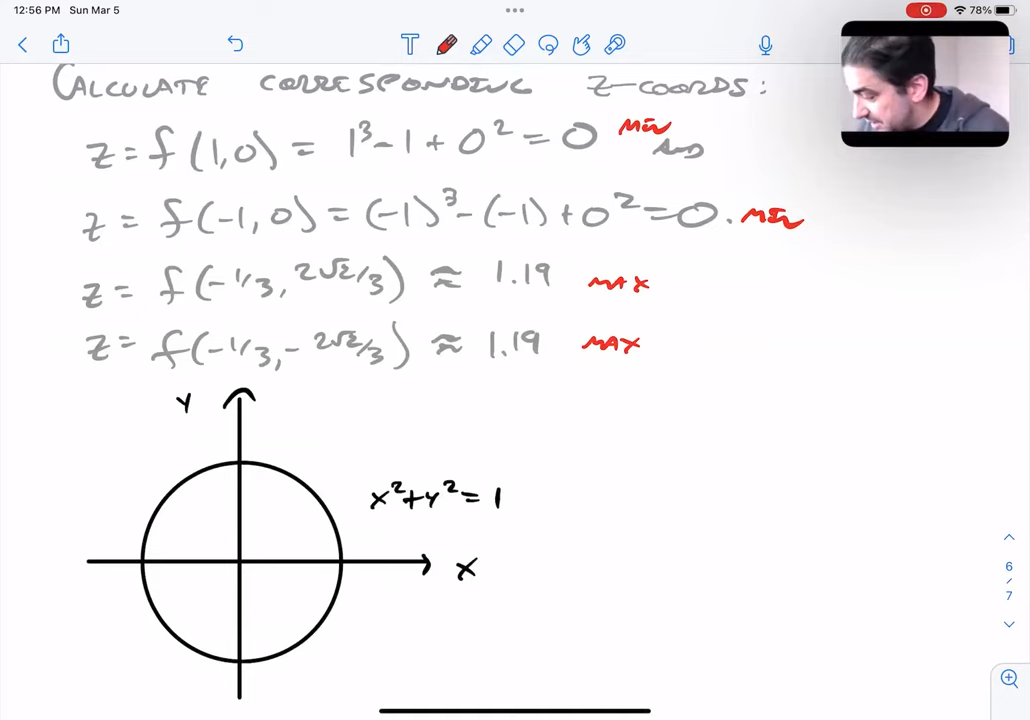 12:56 PM Sun Mar 5
78%
CALCULATE CORRESPONDING Z-COORDS:
z = f(1,0) = 1³ - 1 + 0² = 0 MIN AND
z = f(-1, 0) = (-1)³ - (-1) + 0² = 0. MIN
z = f(-1/3, 2√2/3) ≈ 1.19 MAX
z = f(-1/3, -2√2/3) ≈ 1.19 MAX
Y
x² + y² = 1
X
6
/
7